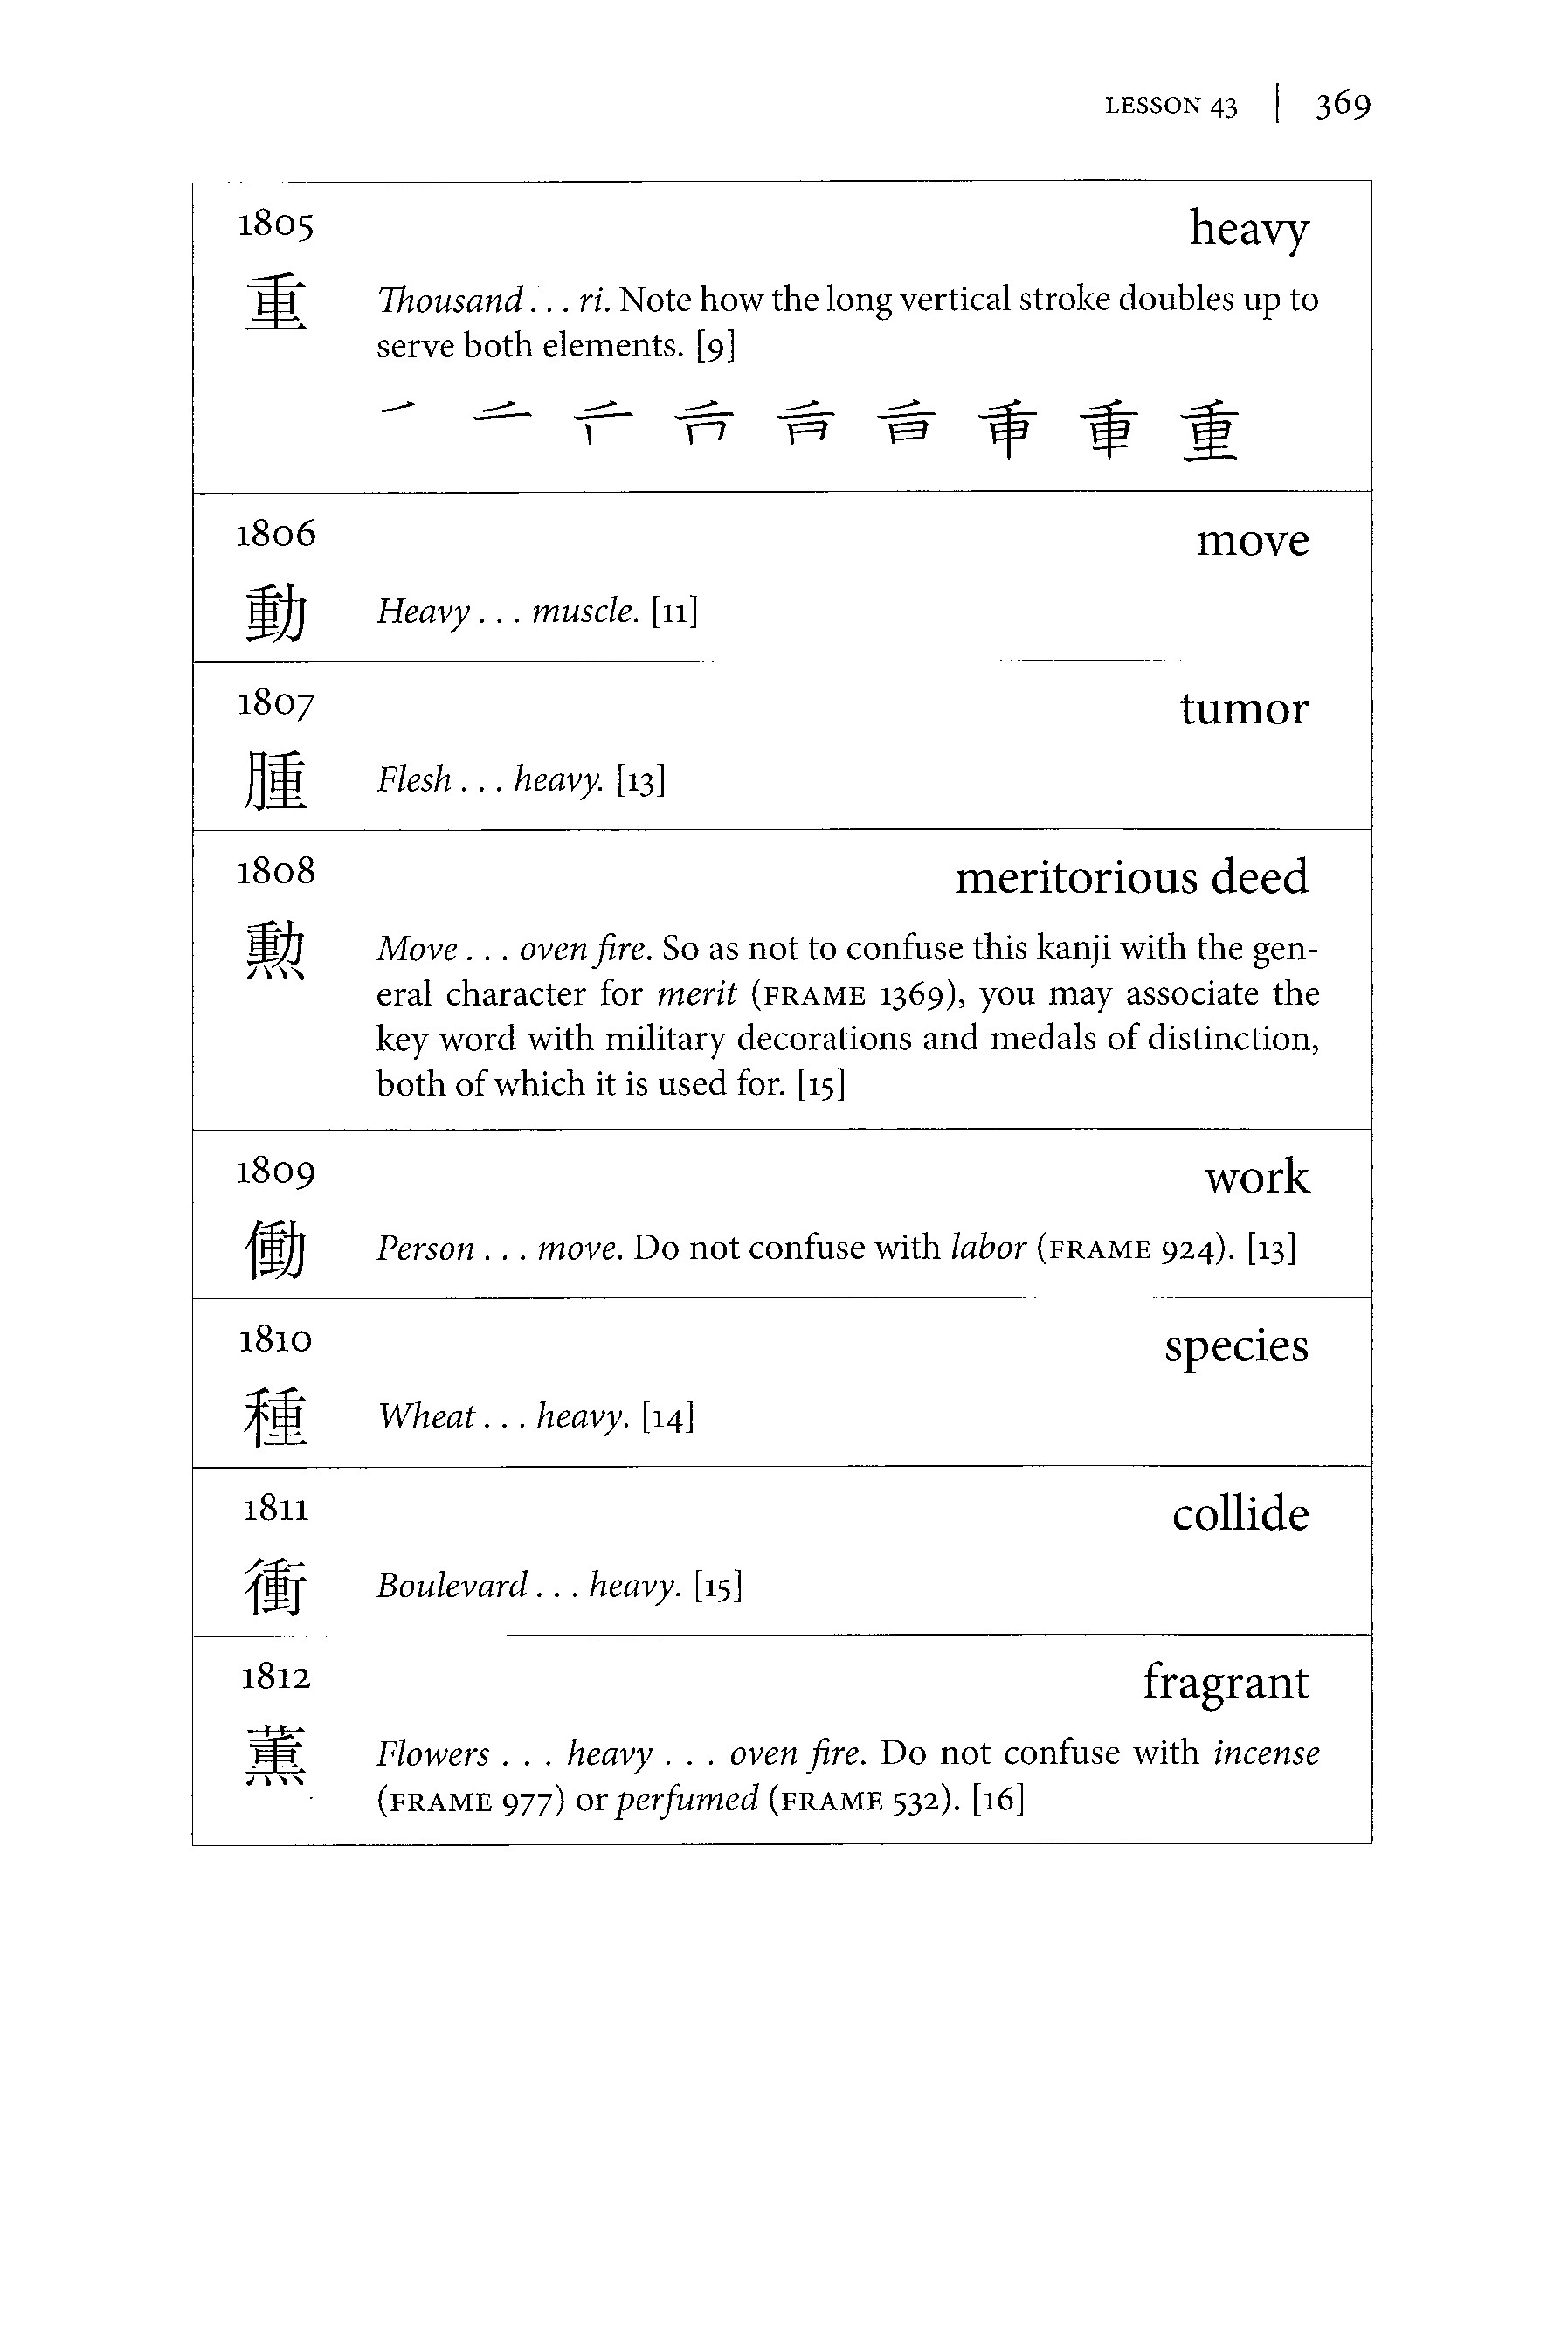 LESSON 43 | 369
1805 heavy
重 Thousand . . . ri. Note how the long vertical stroke doubles up to
serve both elements. [9]
重
1806 move
動 Heavy . . . muscle. [11]
1807 tumor
腫 Flesh . . . heavy. [13]
1808 meritorious deed
勲 Move . . . oven fire. So as not to confuse this kanji with the gen-
eral character for merit (FRAME 1369), you may associate the
key word with military decorations and medals of distinction,
both of which it is used for. [15]
1809 work
働 Person . . . move. Do not confuse with labor (FRAME 924). [13]
1810 species
種 Wheat . . . heavy. [14]
1811 collide
衝 Boulevard . . . heavy. [15]
1812 fragrant
薫 Flowers . . . heavy . . . oven fire. Do not confuse with incense
(FRAME 977) or perfumed (FRAME 532). [16]